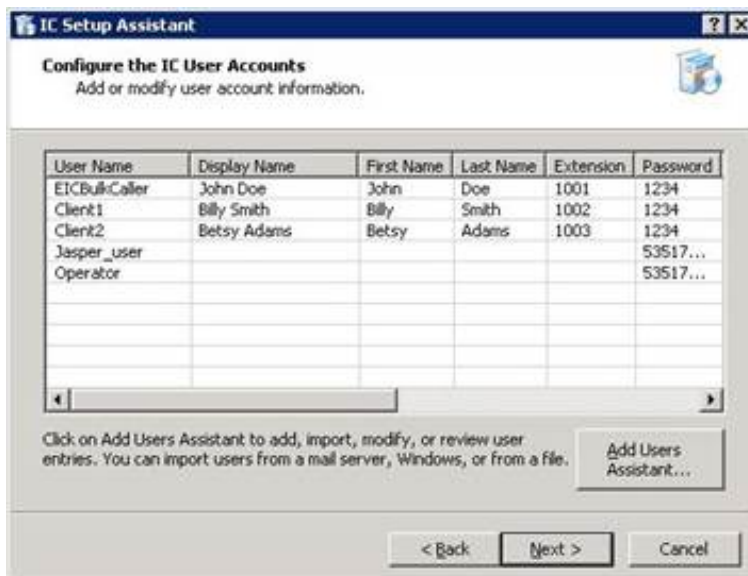 IC Setup Assistant
Configure the IC User Accounts
Add or modify user account information.
User Name Display Name First Name Last Name Extension Password
EICBulkCaller John Doe John Doe 1001 1234
Client1 Billy Smith Billy Smith 1002 1234
Client2 Betsy Adams Betsy Adams 1003 1234
Jasper_user 53517...
Operator 53517...
Click on Add Users Assistant to add, import, modify, or review user
entries. You can import users from a mail server, Windows, or from a file.
Add Users
Assistant...
< Back Next > Cancel